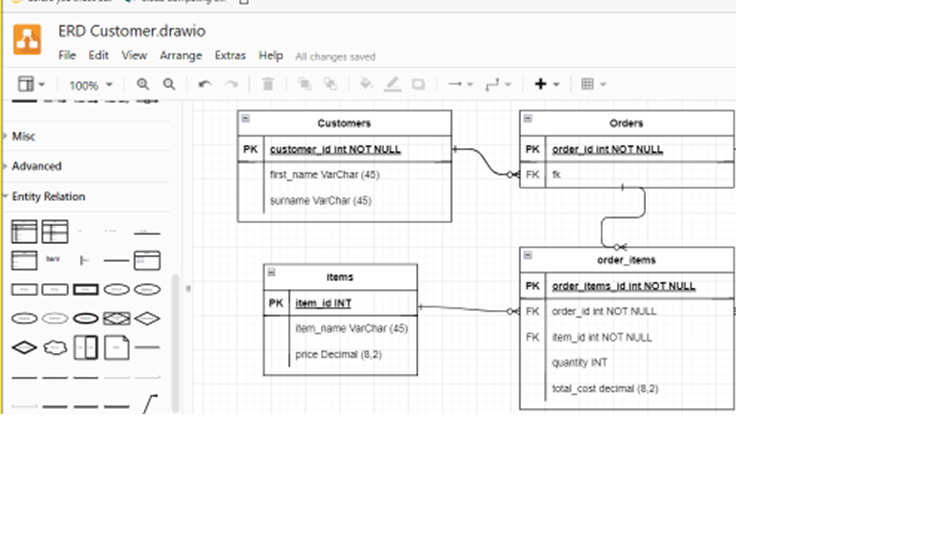 ERD Customer.drawio
File Edit View Arrange Extras Help All changes saved
100%
Misc
Advanced
Entity Relation
Customers
PK customer_id int NOT NULL
first_name VarChar (45)
surname VarChar (45)
Orders
PK order_id int NOT NULL
FK fk
items
PK item_id INT
item_name VarChar (45)
price Decimal (8,2)
order_items
PK order_items_id int NOT NULL
FK order_id int NOT NULL
FK item_id int NOT NULL
quantity INT
total_cost decimal (8,2)